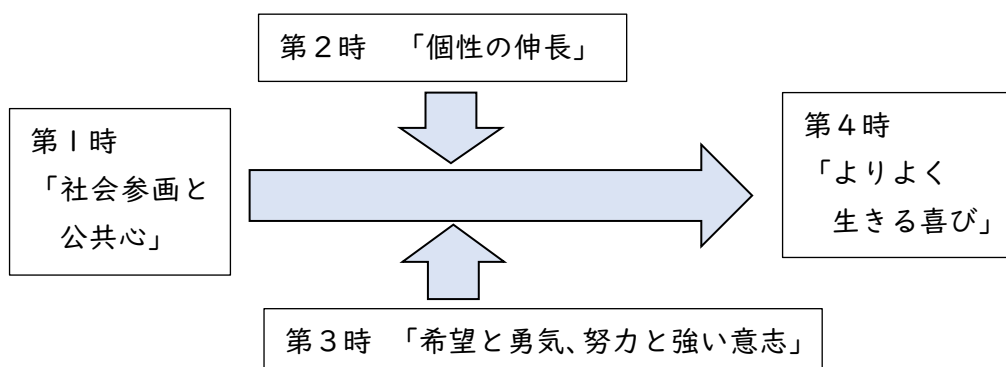 第２時　「個性の伸長」
第１時
「社会参画と
公共心」
第４時
「よりよく
生きる喜び」
第３時　「希望と勇気、努力と強い意志」